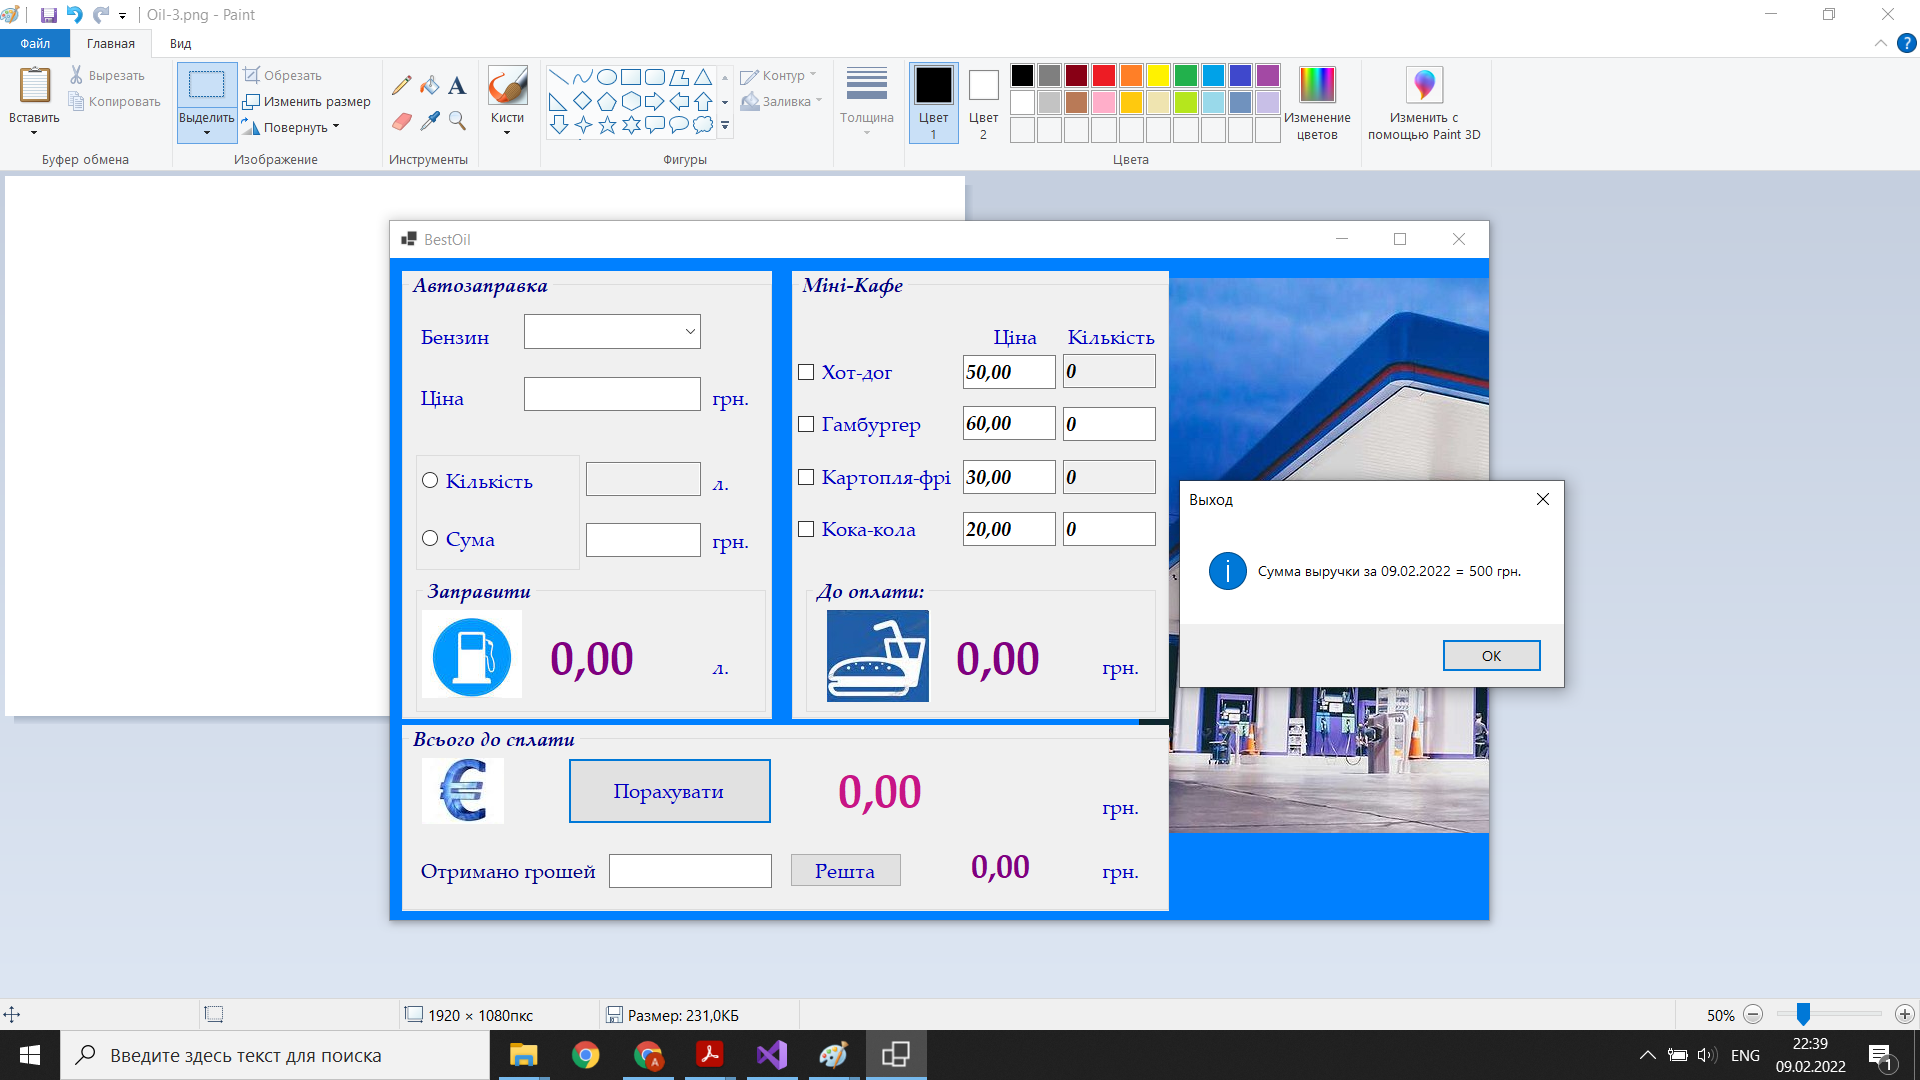 Oil-3.png - Paint
Файл
Главная
Вид
Вставить
Вырезать
Копировать
Буфер обмена
Выделить
Обрезать
Изменить размер
Повернуть
Изображение
A
Инструменты
Кисти
Контур
Заливка
Фигуры
Толщина
Цвет
1
Цвет
2
Изменение
цветов
Цвета
Изменить с
помощью Paint 3D
BestOil
Автозаправка
Бензин
Ціна
грн.
Кількість
л.
Сума
грн.
Заправити
0,00
л.
Міні-Кафе
Ціна
Кількість
Хот-дог
50,00
0
Гамбургер
60,00
0
Картопля-фрі
30,00
0
Кока-кола
20,00
0
До оплати:
0,00
грн.
Всього до сплати
€
Порахувати
0,00
грн.
Отримано грошей
Решта
0,00
грн.
Выход
Сумма выручки за 09.02.2022 = 500 грн.
ОК
1920 × 1080пкс
Размер: 231,0КБ
50%
Введите здесь текст для поиска
A
ENG
22:39
09.02.2022
1